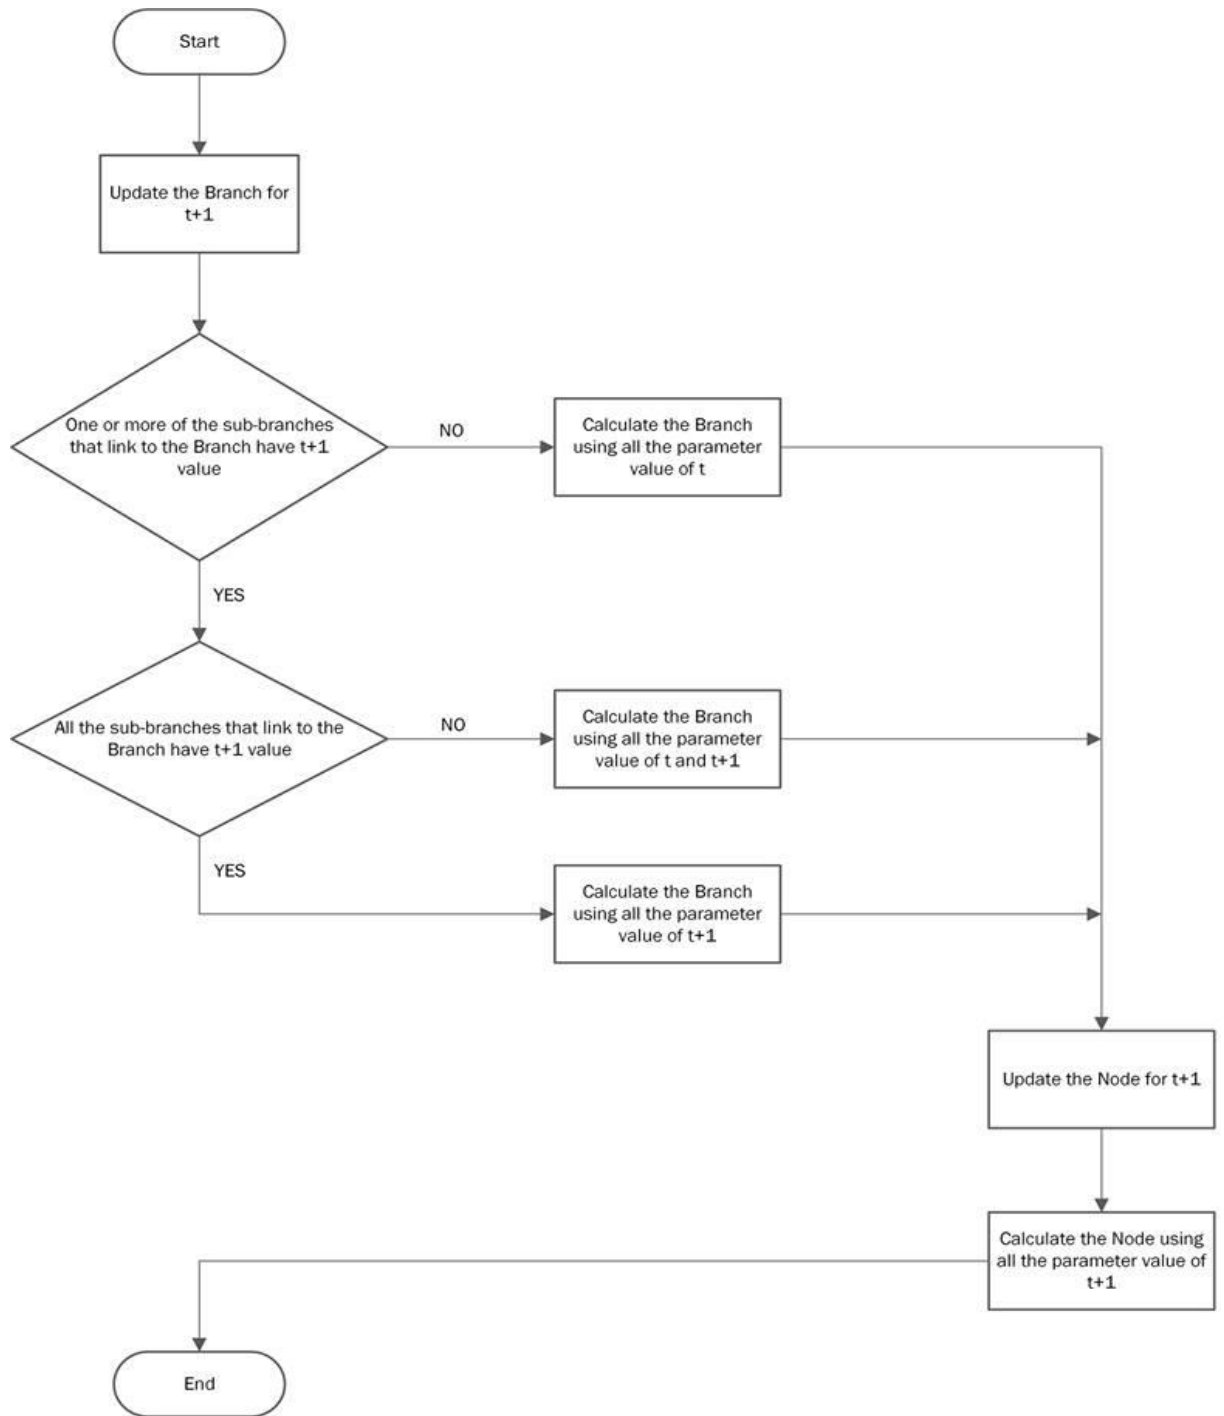 Start
Update the Branch for
t+1
One or more of the sub-branches
that link to the Branch have t+1
value
NO
Calculate the Branch
using all the parameter
value of t
YES
All the sub-branches that link to the
Branch have t+1 value
NO
Calculate the Branch
using all the parameter
value of t and t+1
YES
Calculate the Branch
using all the parameter
value of t+1
Update the Node for t+1
Calculate the Node using
all the parameter value of
t+1
End